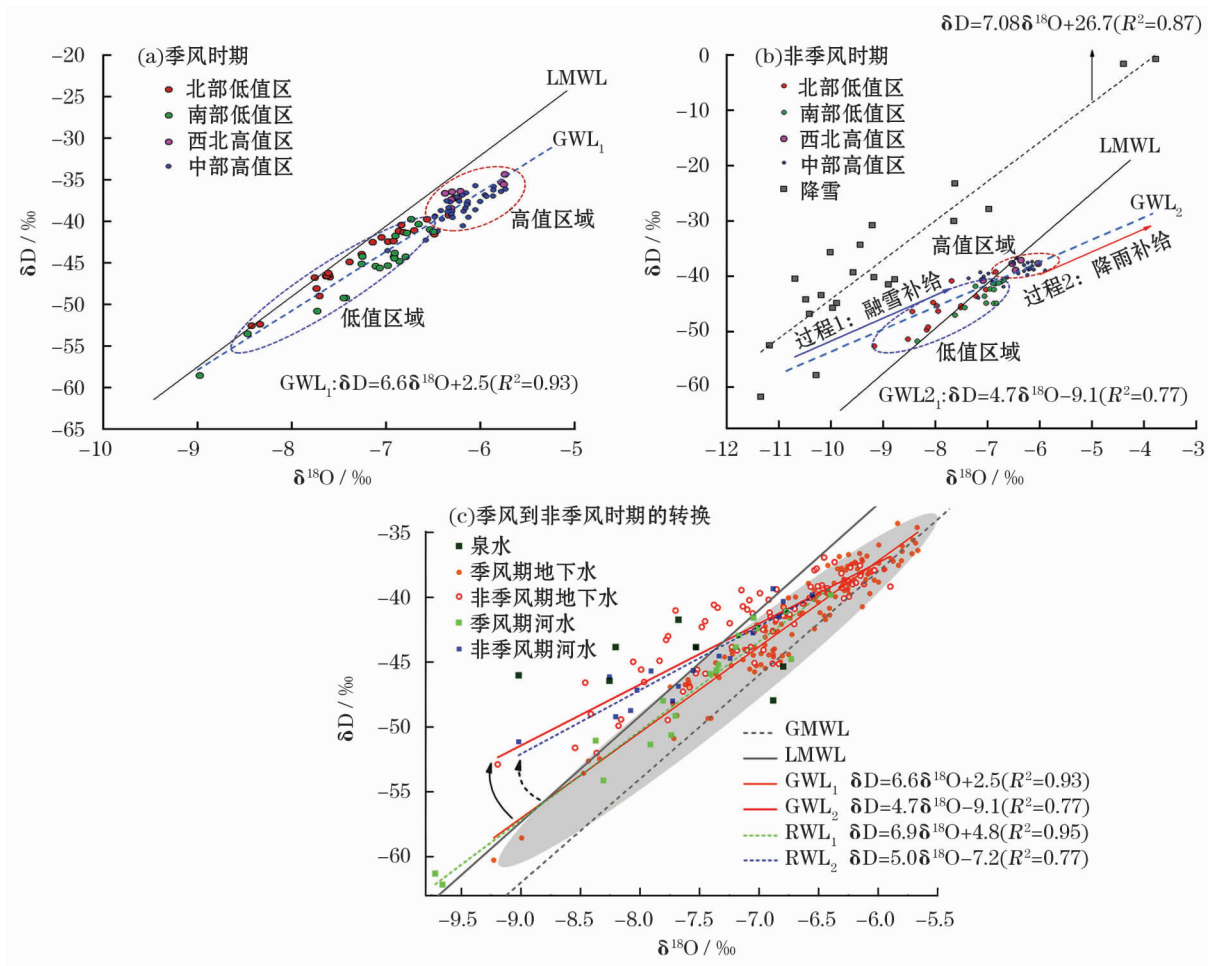 (a)季风时期
北部低值区
南部低值区
西北高值区
中部高值区
LMWL
GWL₁
高值区域
低值区域
GWL₁:δD=6.6δ¹⁸O+2.5(R²=0.93)
−20
−25
−30
−35
−40
−45
−50
−55
−60
−65
δD / ‰
−10
−9
−8
−7
−6
−5
δ¹⁸O / ‰
δD=7.08δ¹⁸O+26.7(R²=0.87)
(b)非季风时期
北部低值区
南部低值区
西北高值区
中部高值区
降雪
LMWL
GWL₂
高值区域
过程1：融雪补给
过程2：降雨补给
低值区域
GWL2₁:δD=4.7δ¹⁸O−9.1(R²=0.77)
0
−10
−20
−30
−40
−50
−60
δD / ‰
−12
−11
−10
−9
−8
−7
−6
−5
−4
−3
δ¹⁸O / ‰
(c)季风到非季风时期的转换
泉水
季风期地下水
非季风期地下水
季风期河水
非季风期河水
GMWL
LMWL
GWL₁ δD=6.6δ¹⁸O+2.5(R²=0.93)
GWL₂ δD=4.7δ¹⁸O−9.1(R²=0.77)
RWL₁ δD=6.9δ¹⁸O+4.8(R²=0.95)
RWL₂ δD=5.0δ¹⁸O−7.2(R²=0.77)
−35
−40
−45
−50
−55
−60
δD / ‰
−9.5
−9.0
−8.5
−8.0
−7.5
−7.0
−6.5
−6.0
−5.5
δ¹⁸O / ‰